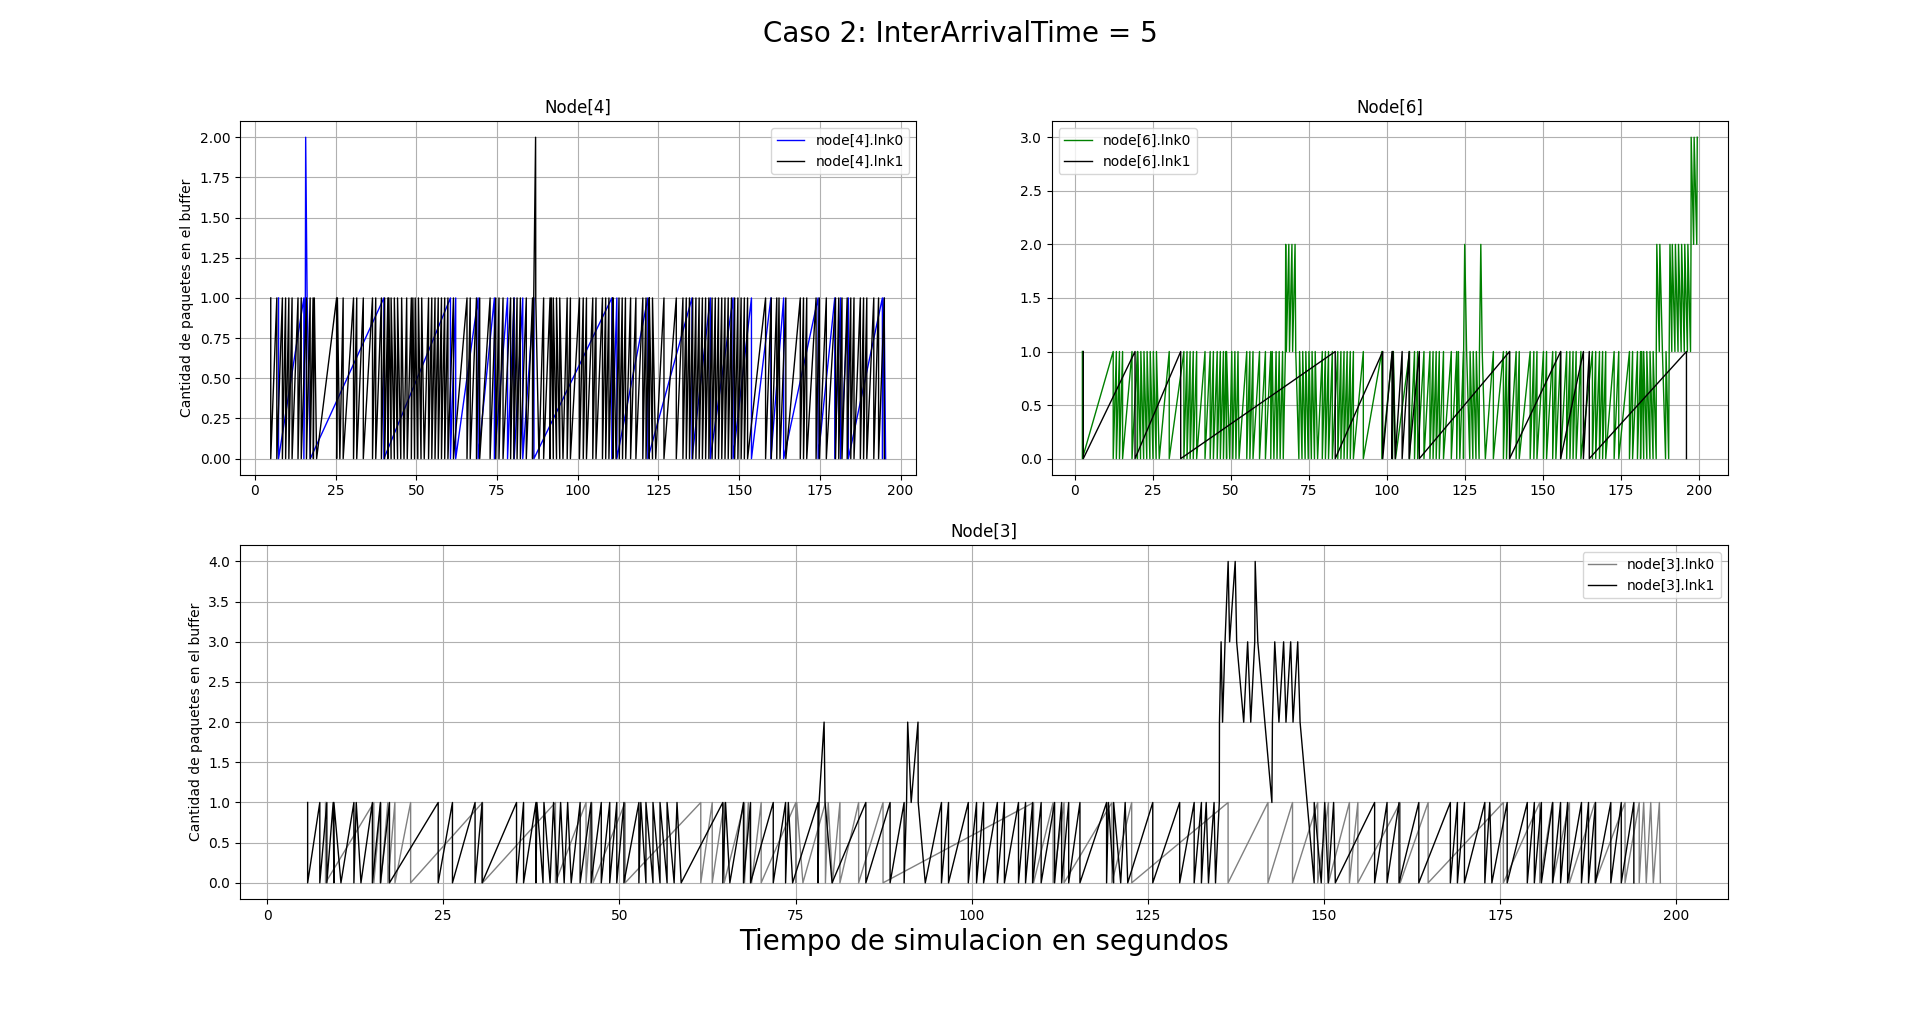 Caso 2: InterArrivalTime = 5
Node[4]
Cantidad de paquetes en el buffer
2.00
1.75
1.50
1.25
1.00
0.75
0.50
0.25
0.00
0 25 50 75 100 125 150 175 200
node[4].lnk0
node[4].lnk1
Node[6]
3.0
2.5
2.0
1.5
1.0
0.5
0.0
0 25 50 75 100 125 150 175 200
node[6].lnk0
node[6].lnk1
Node[3]
Cantidad de paquetes en el buffer
4.0
3.5
3.0
2.5
2.0
1.5
1.0
0.5
0.0
0 25 50 75 100 125 150 175 200
node[3].lnk0
node[3].lnk1
Tiempo de simulacion en segundos